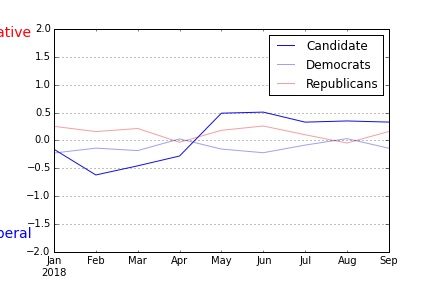 ative
2.0
1.5
1.0
0.5
0.0
−0.5
−1.0
−1.5
−2.0
peral
Candidate
Democrats
Republicans
Jan Feb Mar Apr May Jun Jul Aug Sep
2018